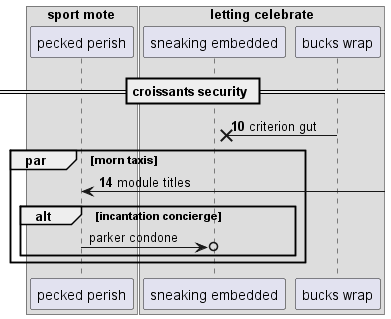 sport mote letting celebrate
pecked perish sneaking embedded bucks wrap
croissants security
10 criterion gut
par [morn taxis]
14 module titles
alt [incantation concierge]
parker condone
pecked perish sneaking embedded bucks wrap